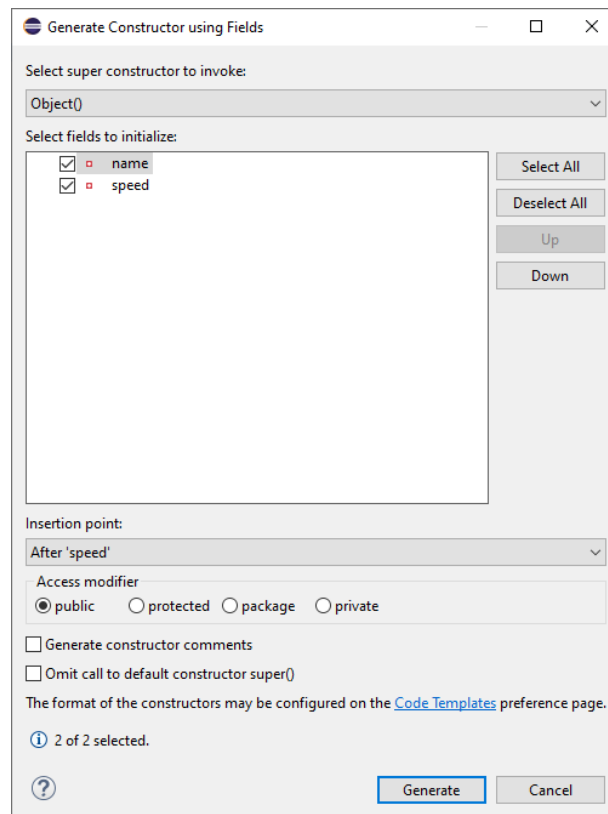 Generate Constructor using Fields
Select super constructor to invoke:
Object()
Select fields to initialize:
name
speed
Select All
Deselect All
Up
Down
Insertion point:
After 'speed'
Access modifier
public protected package private
Generate constructor comments
Omit call to default constructor super()
The format of the constructors may be configured on the Code Templates preference page.
2 of 2 selected.
Generate Cancel